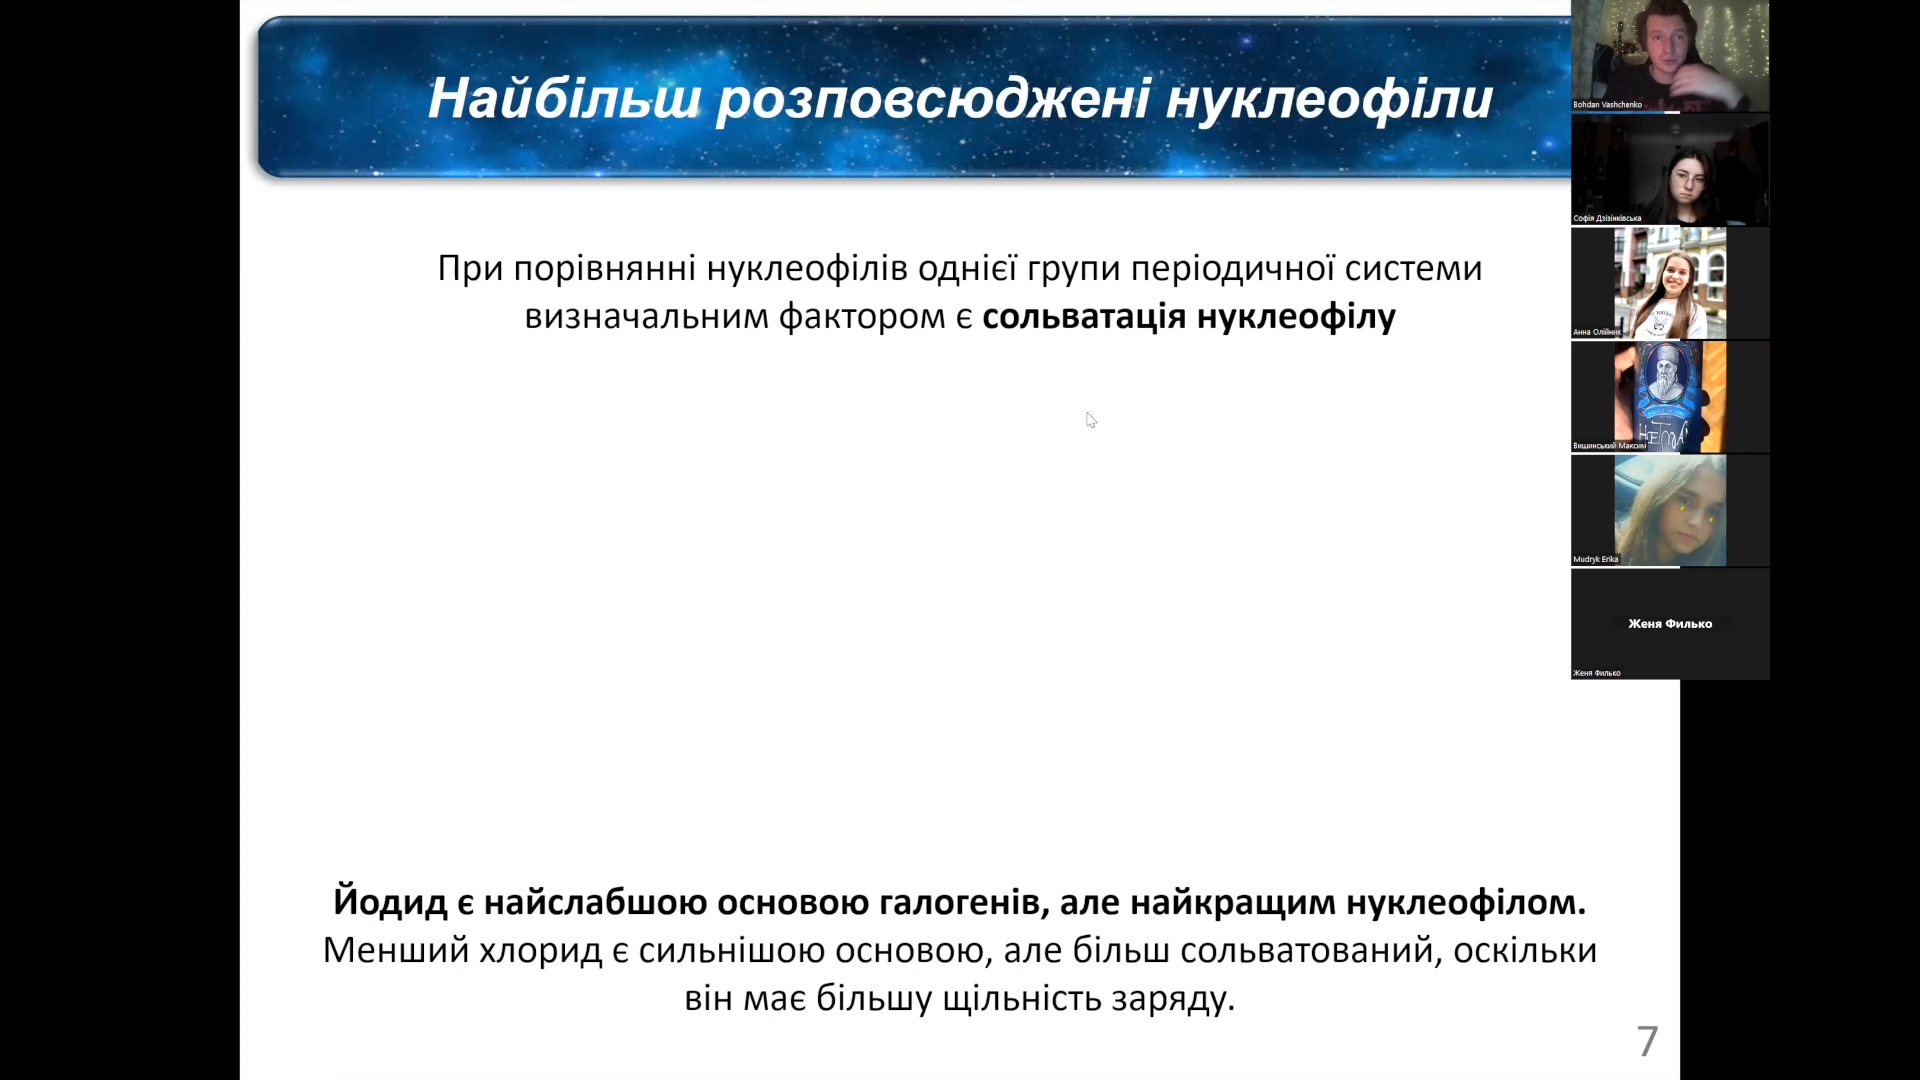 Найбільш розповсюджені нуклеофіли
При порівнянні нуклеофілів однієї групи періодичної системи
визначальним фактором є сольватація нуклеофілу
Йодид є найслабшою основою галогенів, але найкращим нуклеофілом.
Менший хлорид є сильнішою основою, але більш сольватований, оскільки
він має більшу щільність заряду.
7
Bohdan Vashchenko
Софія Дзізінківська
Анна Олійник
Вишинський Максим
Mudryk Erika
Женя Филько
Женя Филько